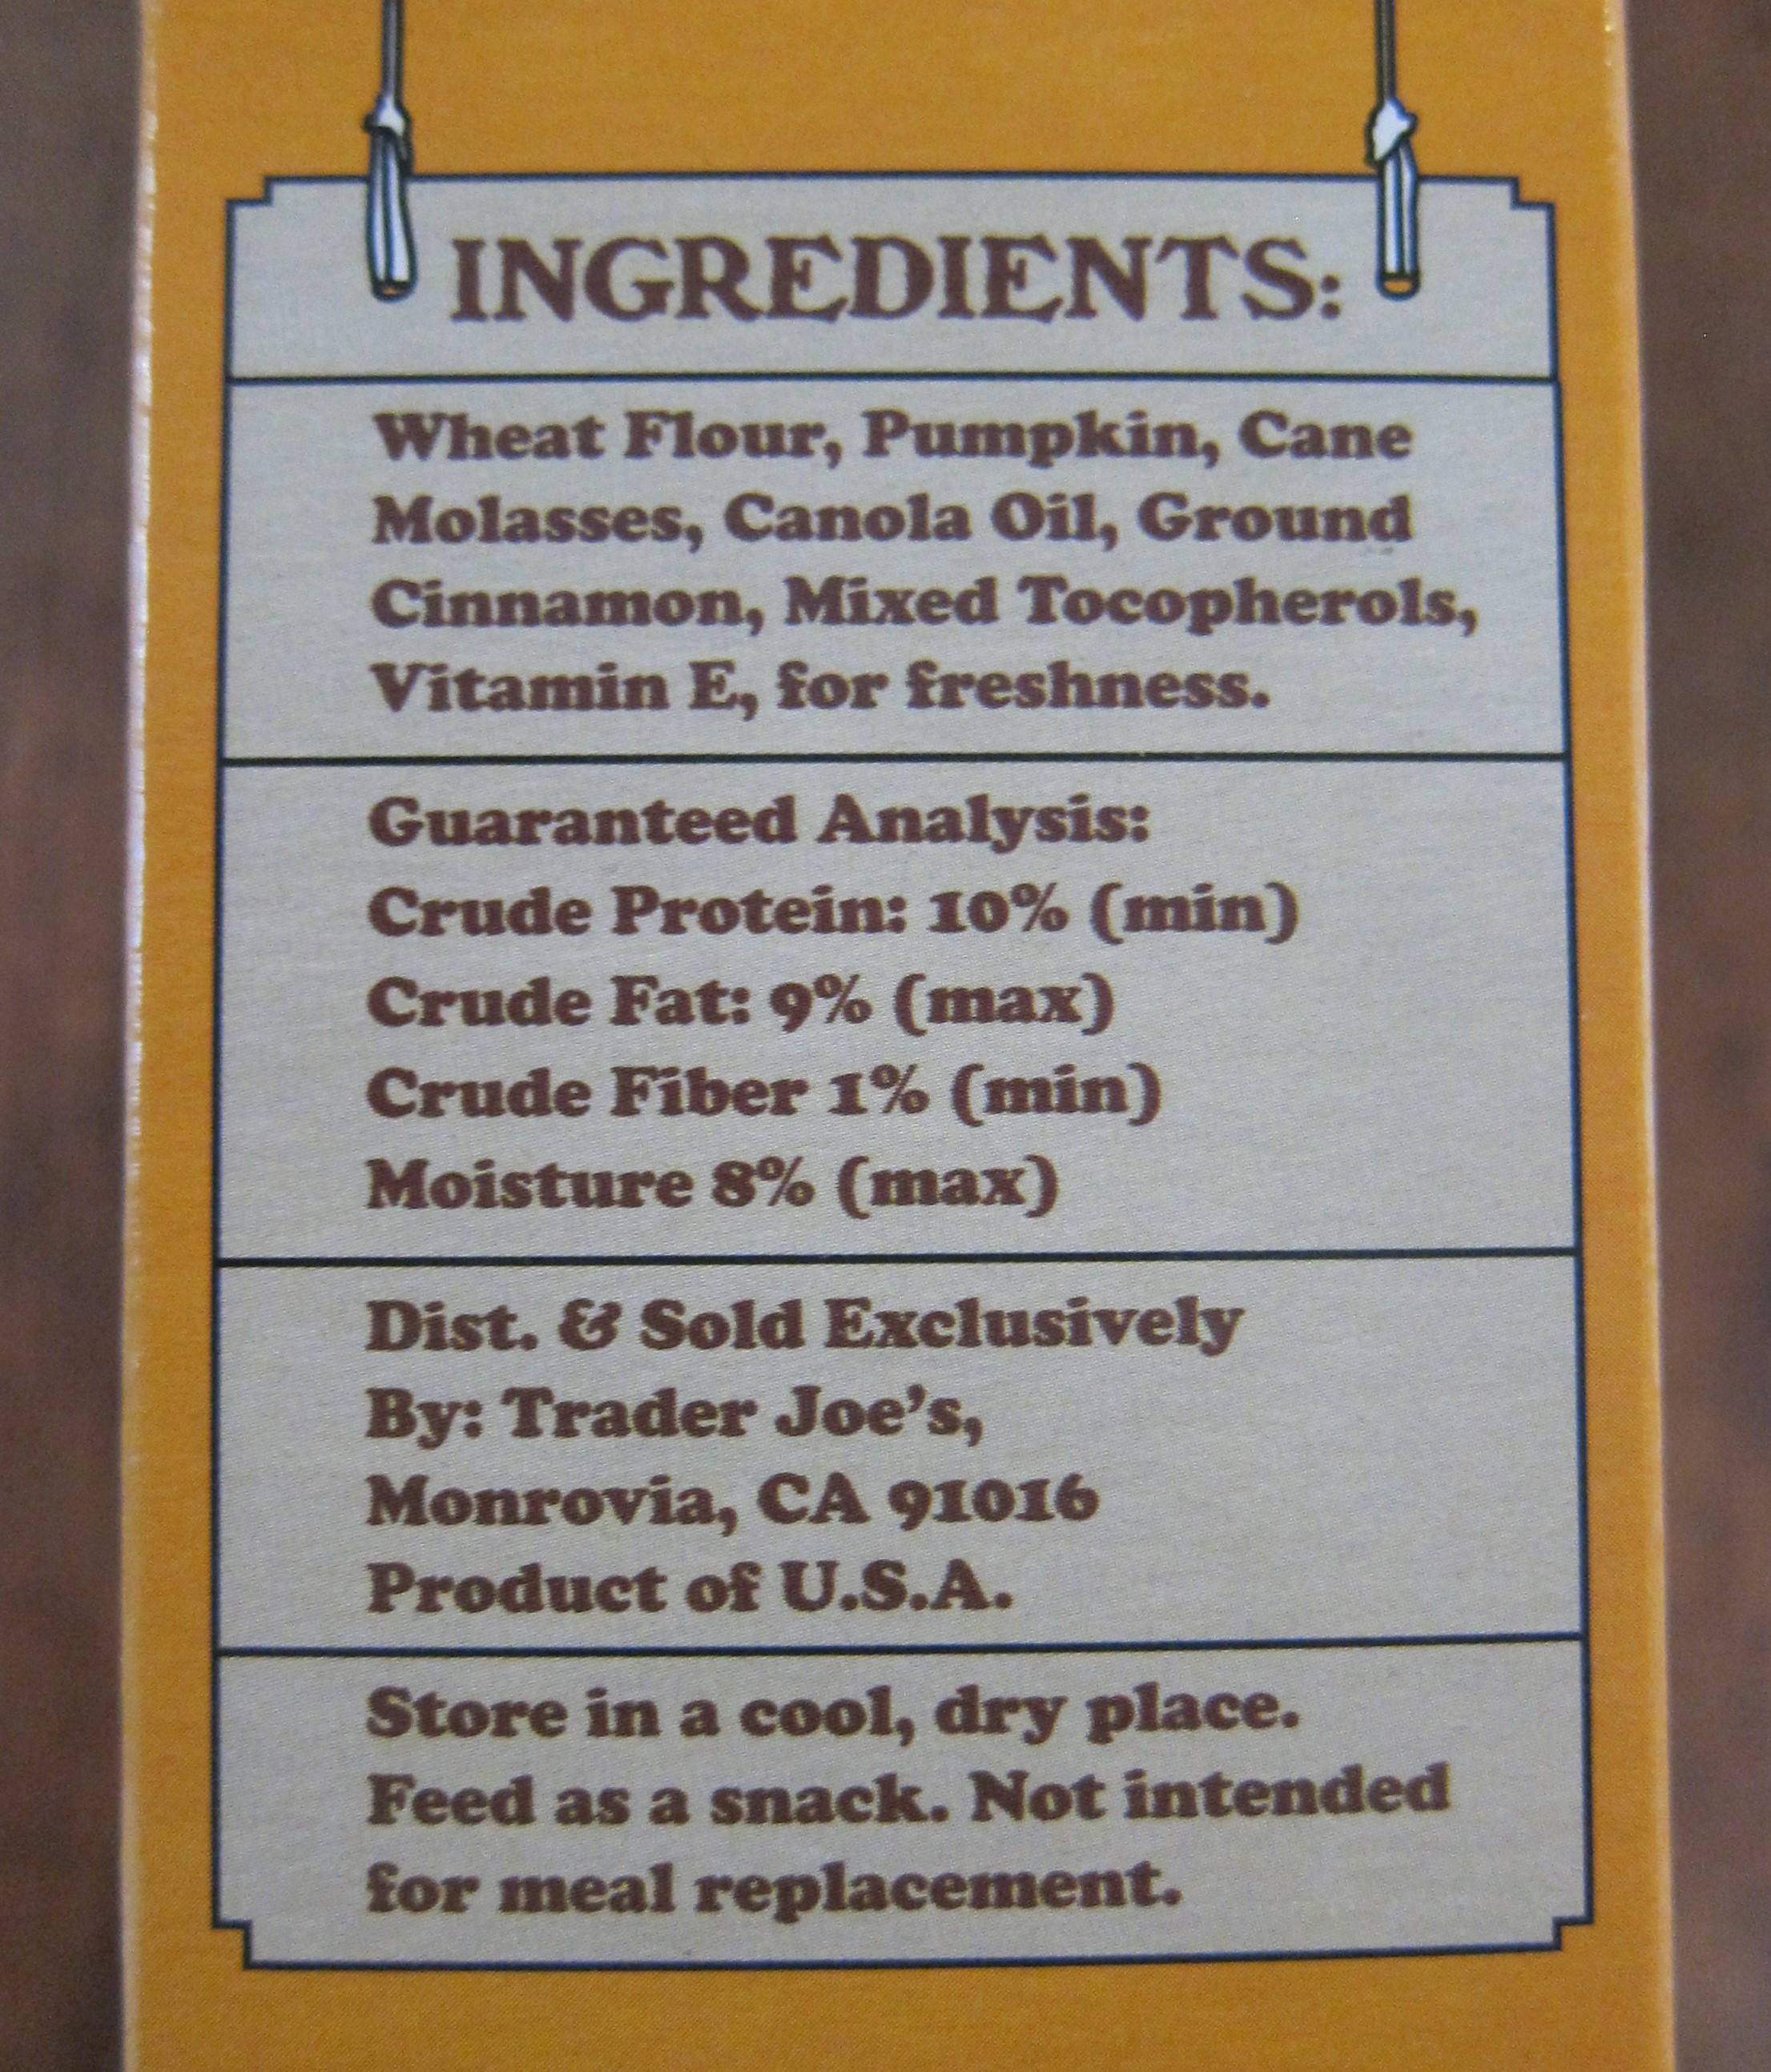 INGREDIENTS:
Wheat Flour, Pumpkin, Cane
Molasses, Canola Oil, Ground
Cinnamon, Mixed Tocopherols,
Vitamin E, for freshness.
Guaranteed Analysis:
Crude Protein: 10% (min)
Crude Fat: 9% (max)
Crude Fiber 1% (min)
Moisture 8% (max)
Dist. & Sold Exclusively
By: Trader Joe's,
Monrovia, CA 91016
Product of U.S.A.
Store in a cool, dry place.
Feed as a snack. Not intended
for meal replacement.